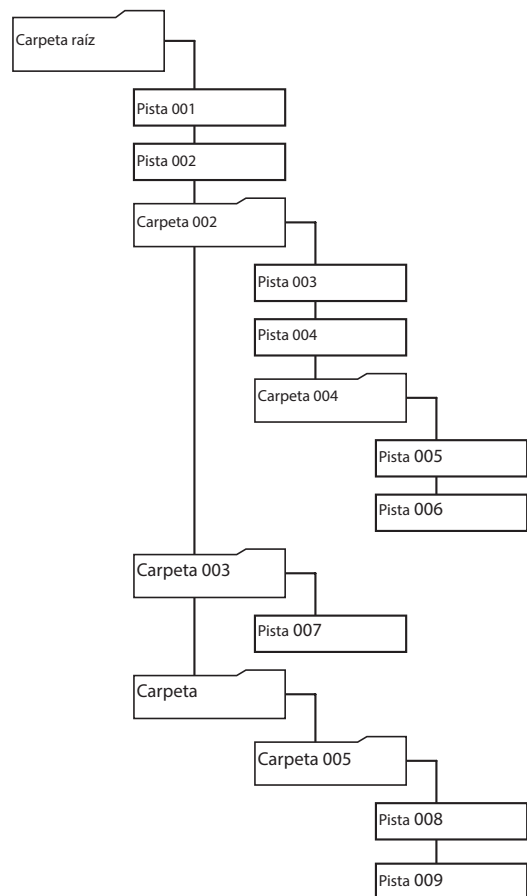 Carpeta raíz
Pista 001
Pista 002
Carpeta 002
Pista 003
Pista 004
Carpeta 004
Pista 005
Pista 006
Carpeta 003
Pista 007
Carpeta
Carpeta 005
Pista 008
Pista 009